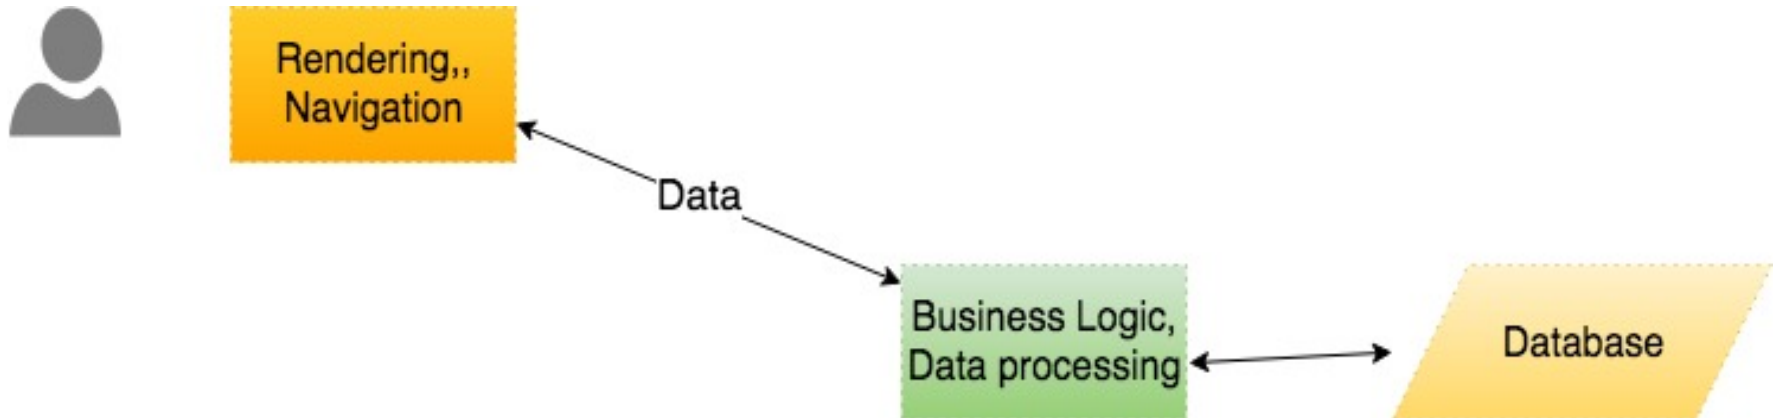 Rendering,,
Navigation
Data
Business Logic,
Data processing
Database